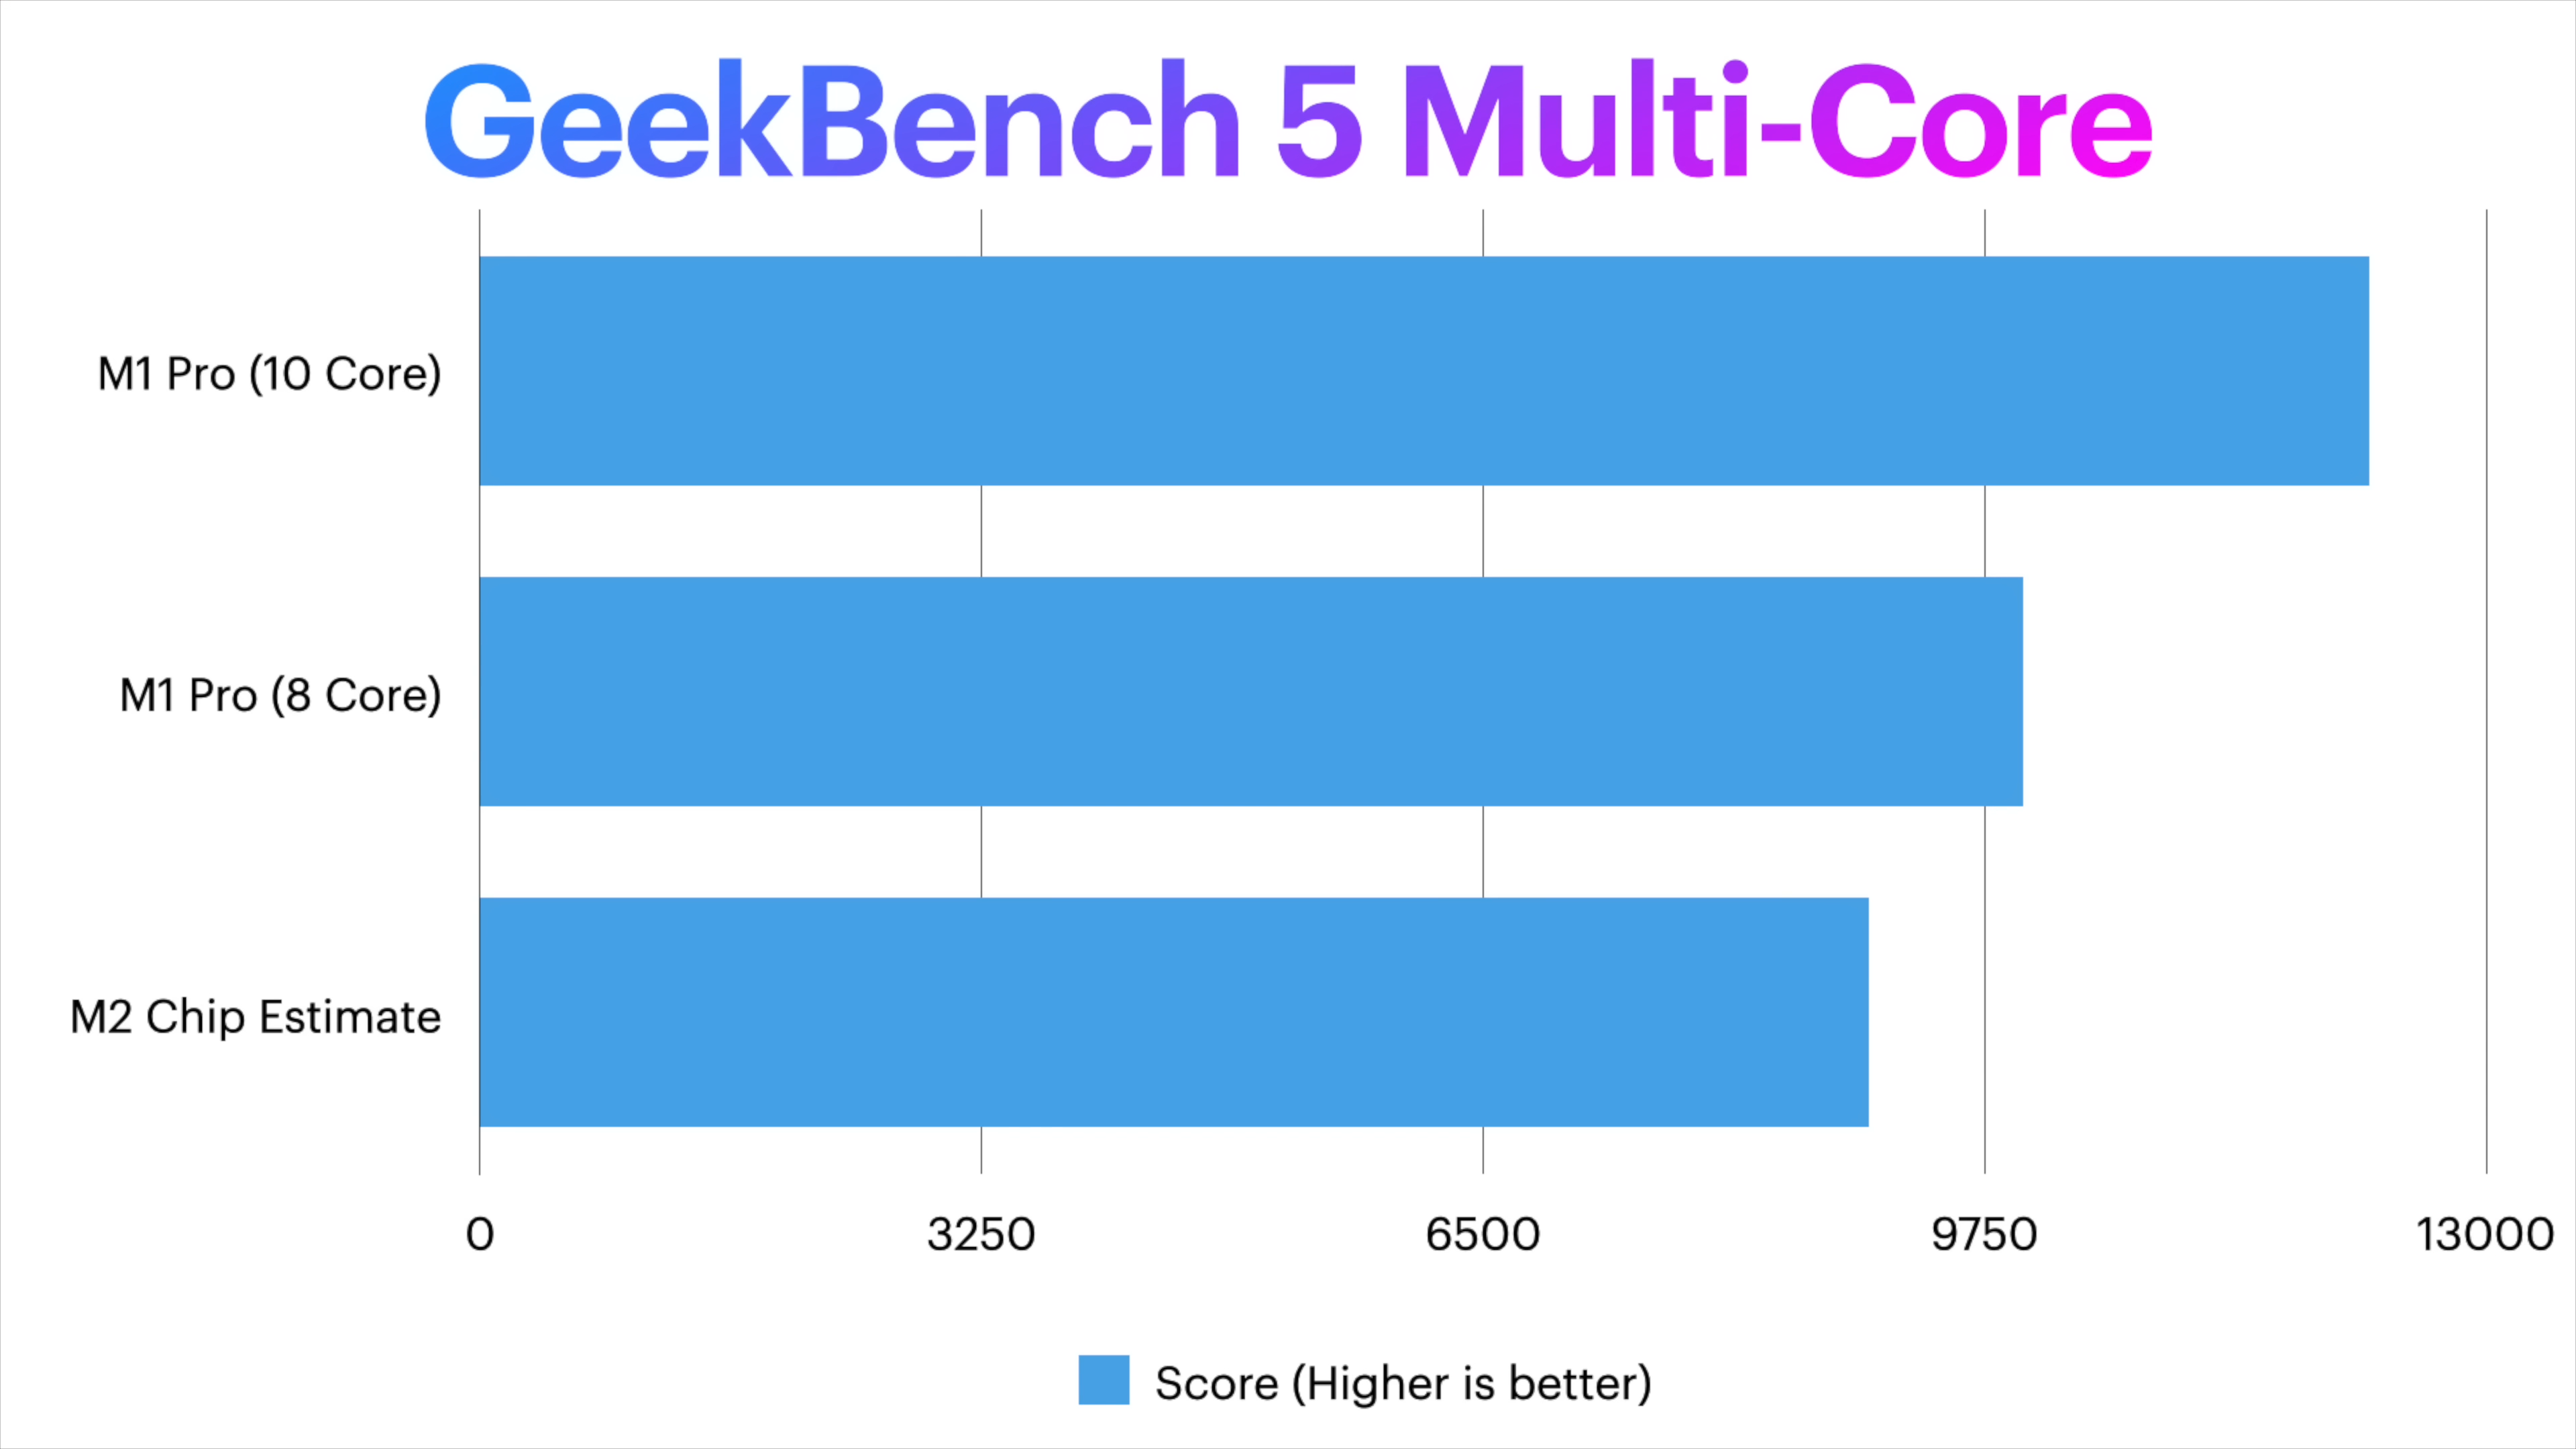 GeekBench 5 Multi-Core
M1 Pro (10 Core)
M1 Pro (8 Core)
M2 Chip Estimate
0 3250 6500 9750 13000
Score (Higher is better)